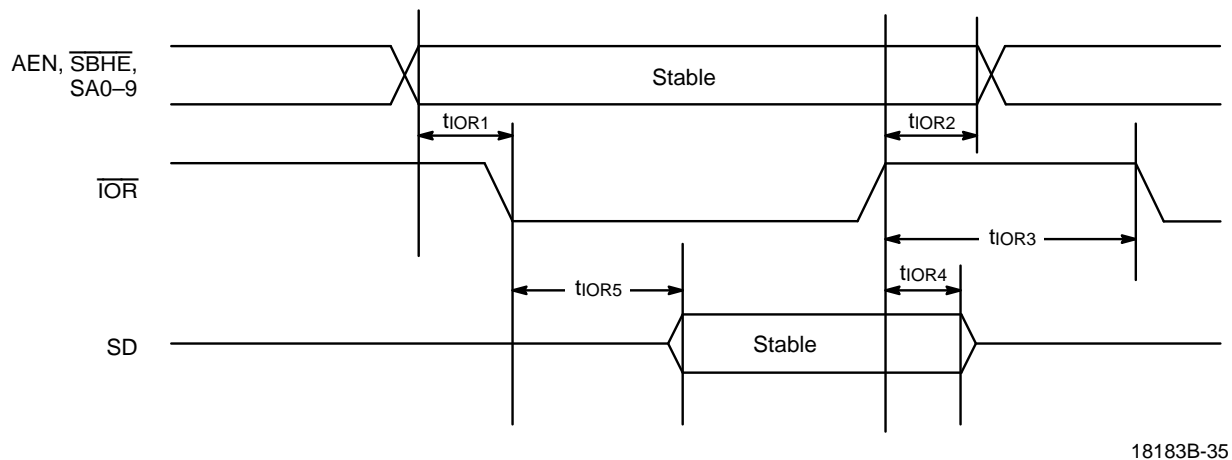 AEN, SBHE,
SA0–9
Stable
tIOR1
tIOR2
IOR
tIOR3
tIOR4
tIOR5
SD
Stable
18183B-35